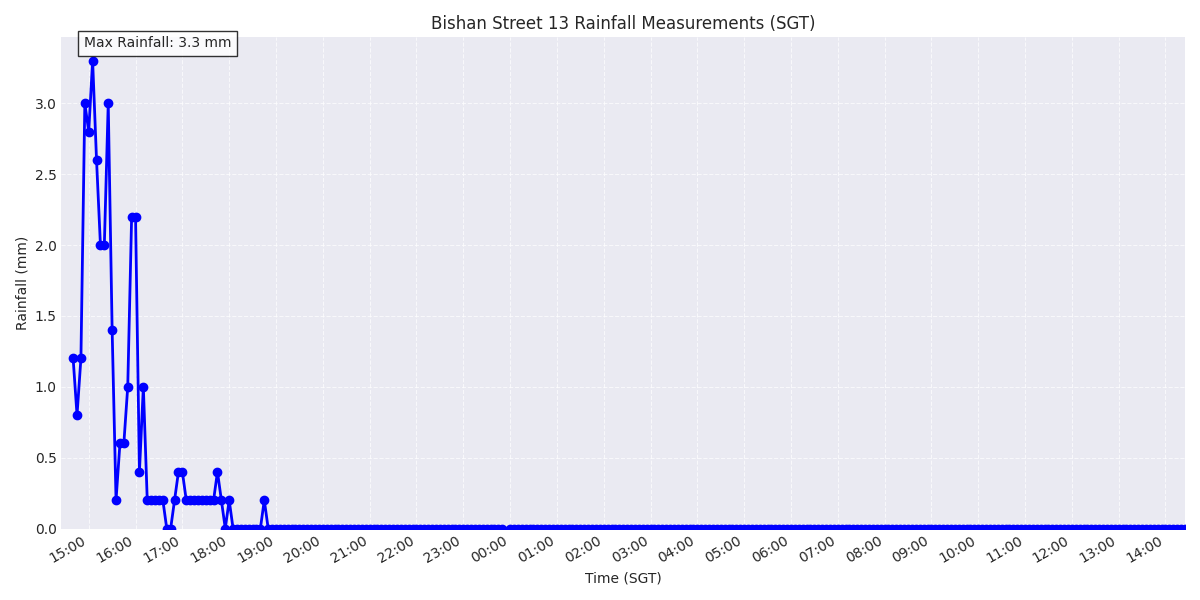 Bishan Street 13 Rainfall Measurements (SGT)
Max Rainfall: 3.3 mm
3.0
2.5
2.0
1.5
1.0
0.5
0.0
Rainfall (mm)
15:00 16:00 17:00 18:00 19:00 20:00 21:00 22:00 23:00 00:00 01:00 02:00 03:00 04:00 05:00 06:00 07:00 08:00 09:00 10:00 11:00 12:00 13:00 14:00
Time (SGT)